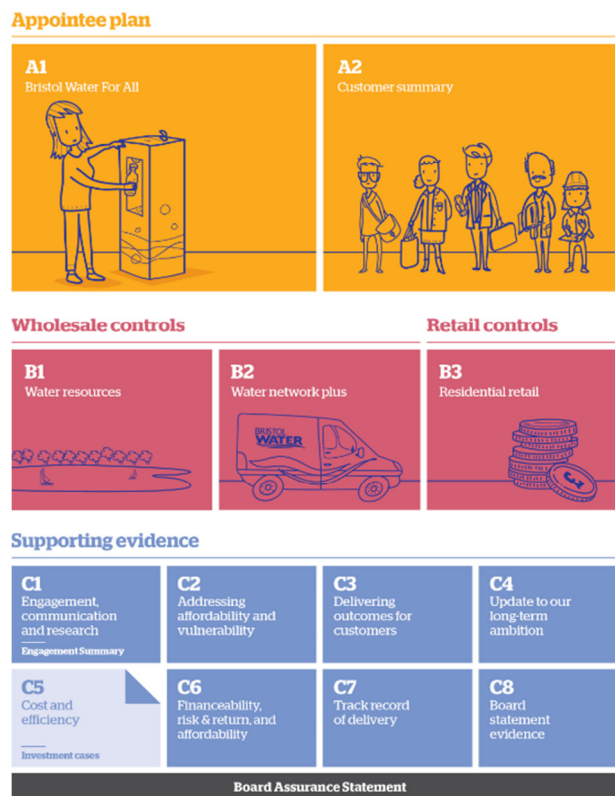 Appointee plan
A1
Bristol Water For All
A2
Customer summary
Wholesale controls
Retail controls
B1
Water resources
B2
Water network plus
BRISTOL
WATER
B3
Residential retail
£
Supporting evidence
C1
Engagement,
communication
and research
Engagement Summary
C2
Addressing
affordability and
vulnerability
C3
Delivering
outcomes for
customers
C4
Update to our
long-term
ambition
C5
Cost and
efficiency
Investment cases
C6
Financeability,
risk & return, and
affordability
C7
Track record
of delivery
C8
Board
statement
evidence
Board Assurance Statement